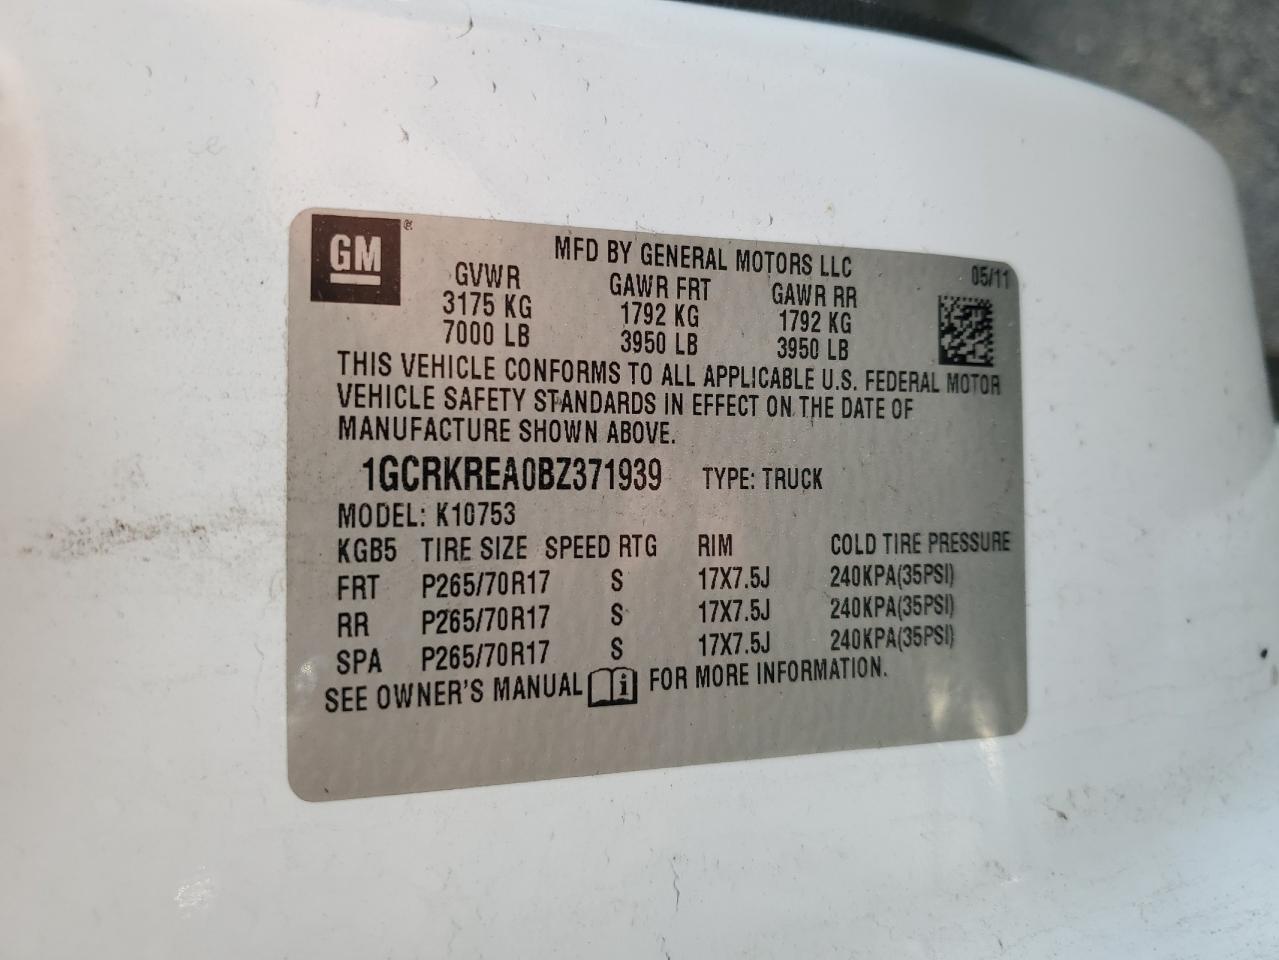 GM®
MFD BY GENERAL MOTORS LLC
05/11
GVWR GAWR FRT GAWR RR
3175 KG 1792 KG 1792 KG
7000 LB 3950 LB 3950 LB
THIS VEHICLE CONFORMS TO ALL APPLICABLE U.S. FEDERAL MOTOR
VEHICLE SAFETY STANDARDS IN EFFECT ON THE DATE OF
MANUFACTURE SHOWN ABOVE.
1GCRKREA0BZ371939 TYPE: TRUCK
MODEL: K10753
KGB5 TIRE SIZE SPEED RTG RIM COLD TIRE PRESSURE
FRT P265/70R17 S 17X7.5J 240KPA(35PSI)
RR P265/70R17 S 17X7.5J 240KPA(35PSI)
SPA P265/70R17 S 17X7.5J 240KPA(35PSI)
SEE OWNER'S MANUAL i FOR MORE INFORMATION.